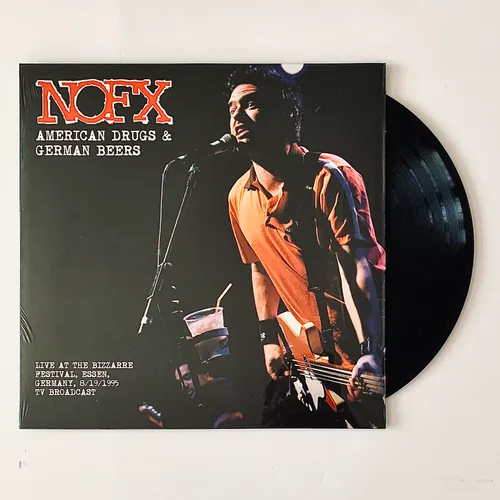 NOFX
AMERICAN DRUGS &
GERMAN BEERS
LIVE AT THE BIZZARRE
FESTIVAL, ESSEN,
GERMANY, 8/19/1995
TV BROADCAST